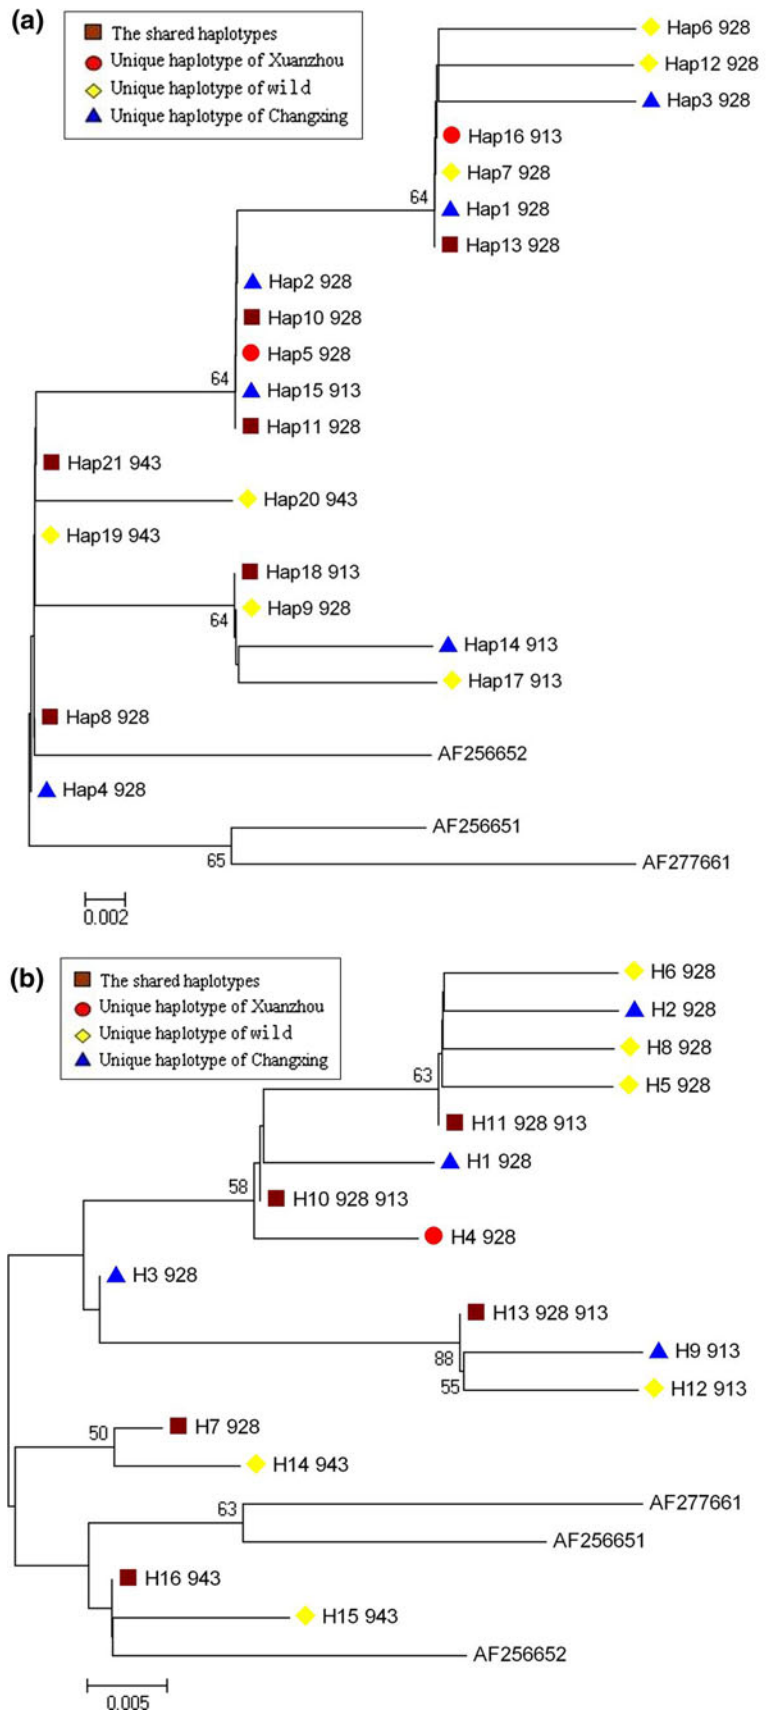 (a)
The shared haplotypes
Unique haplotype of Xuanzhou
Unique haplotype of wild
Unique haplotype of Changxing
Hap6 928
Hap12 928
Hap3 928
Hap16 913
Hap7 928
64
Hap1 928
Hap13 928
Hap2 928
Hap10 928
Hap5 928
64
Hap15 913
Hap11 928
Hap21 943
Hap20 943
Hap19 943
Hap18 913
Hap9 928
64
Hap14 913
Hap17 913
Hap8 928
AF256652
Hap4 928
AF256651
65
AF277661
0.002
(b)
The shared haplotypes
Unique haplotype of Xuanzhou
Unique haplotype of wild
Unique haplotype of Changxing
H6 928
H2 928
H8 928
63
H5 928
H11 928 913
H1 928
58
H10 928 913
H4 928
H3 928
H13 928 913
88
H9 913
55
H12 913
50
H7 928
H14 943
63
AF277661
AF256651
H16 943
H15 943
AF256652
0.005